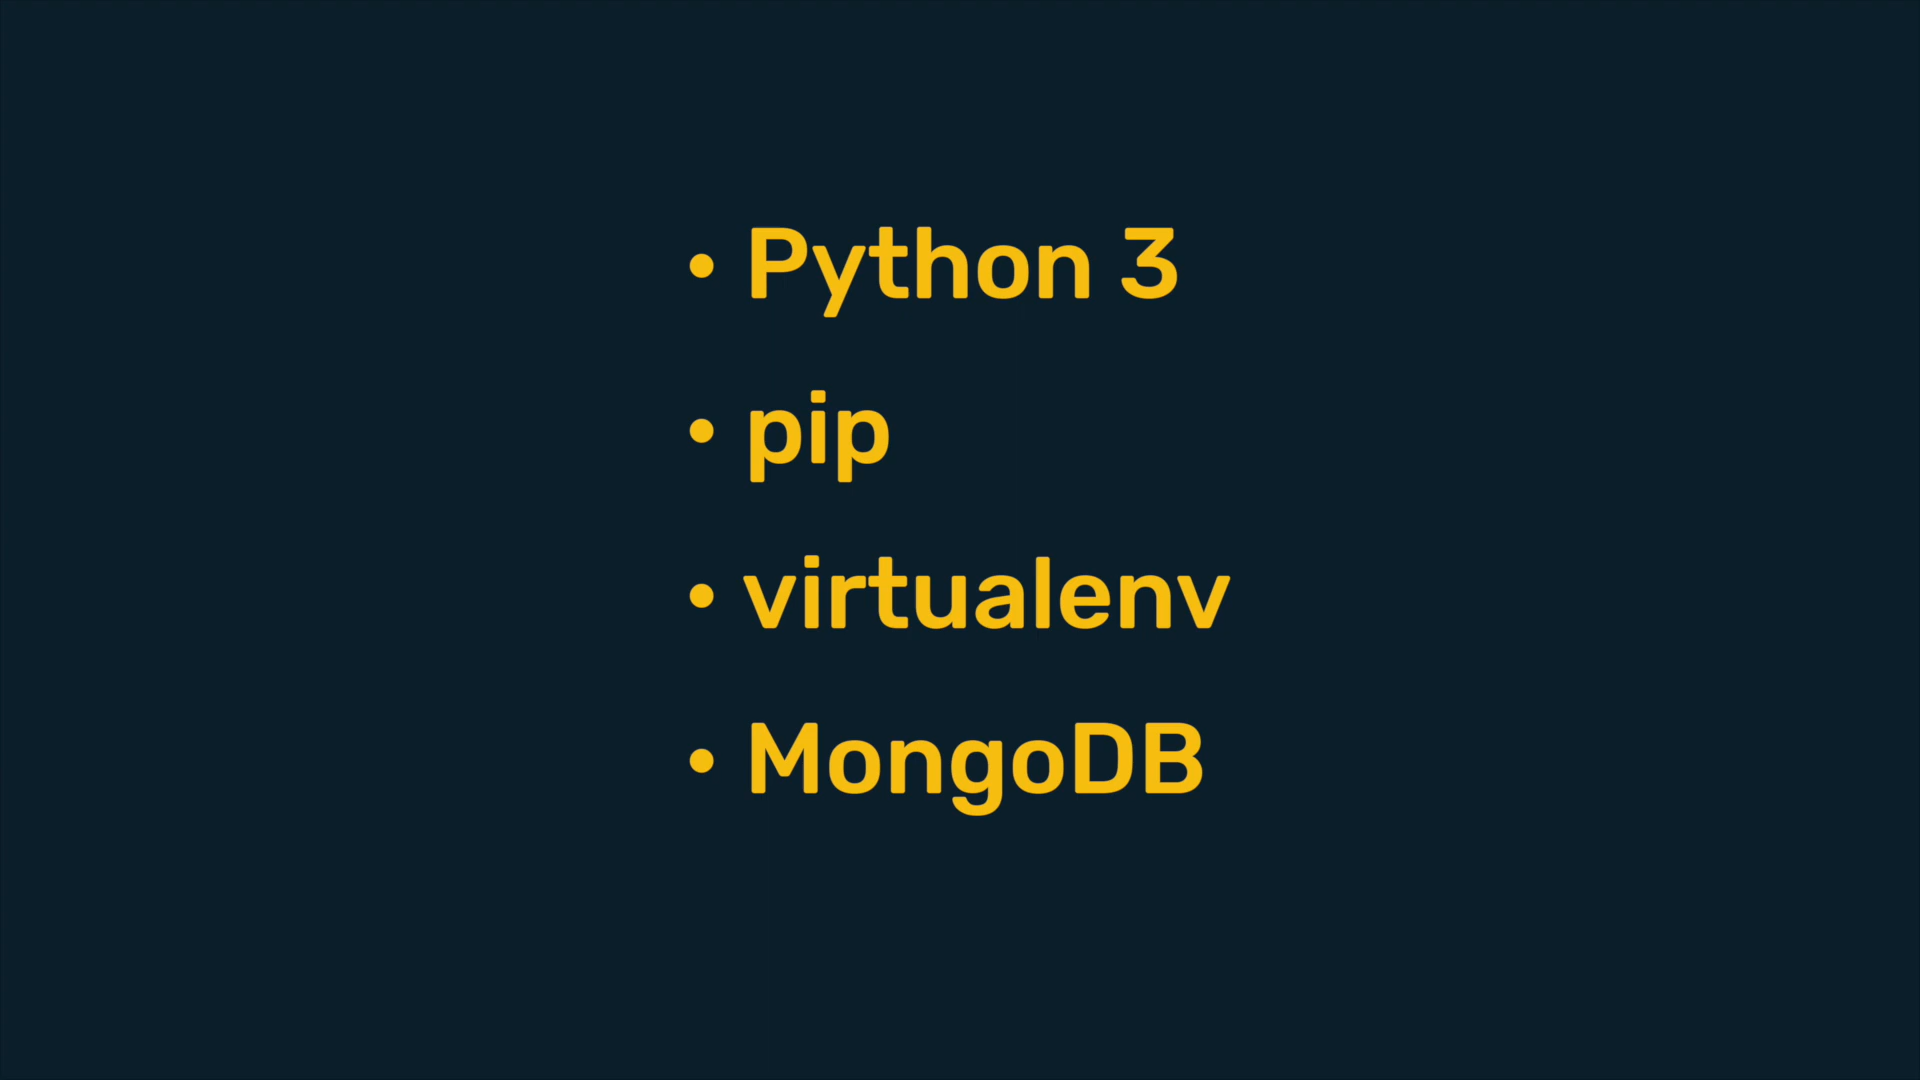 • Python 3
• pip
• virtualenv
• MongoDB